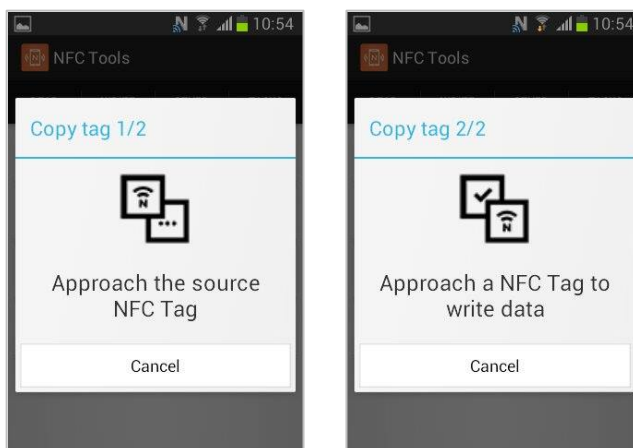 10:54
NFC Tools
Copy tag 1/2
N
Approach the source
NFC Tag
Cancel
10:54
NFC Tools
Copy tag 2/2
N
Approach a NFC Tag to
write data
Cancel